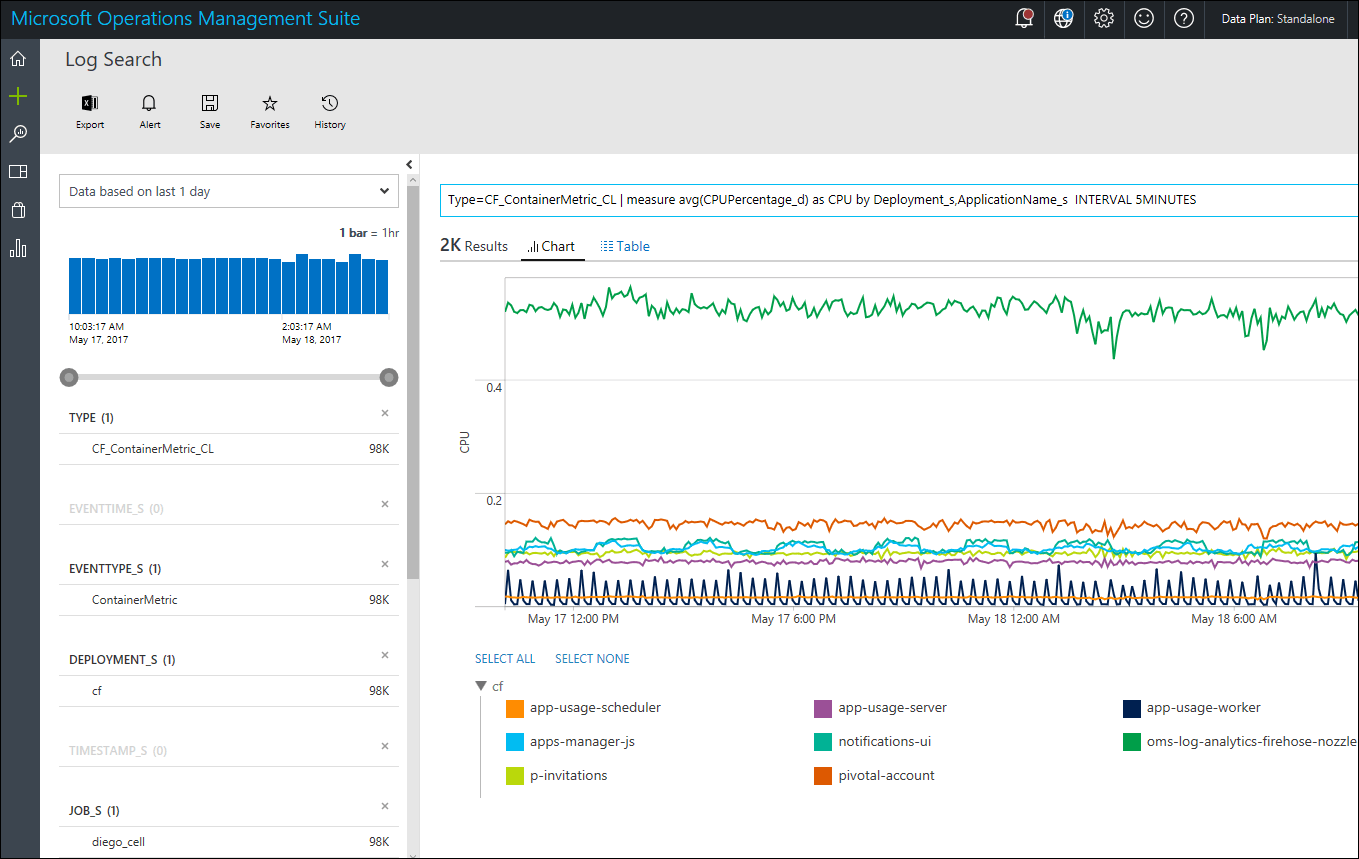 Microsoft Operations Management Suite
Data Plan: Standalone
Log Search
Export
Alert
Save
Favorites
History
Data based on last 1 day
1 bar = 1hr
10:03:17 AM
May 17, 2017
2:03:17 AM
May 18, 2017
TYPE (1)
CF_ContainerMetric_CL 98K
EVENTTIME_S (0)
EVENTTYPE_S (1)
ContainerMetric 98K
DEPLOYMENT_S (1)
cf 98K
TIMESTAMP_S (0)
JOB_S (1)
diego_cell 98K
Type=CF_ContainerMetric_CL | measure avg(CPUPercentage_d) as CPU by Deployment_s,ApplicationName_s INTERVAL 5MINUTES
2K Results
Chart
Table
0.4
CPU
0.2
May 17 12:00 PM
May 17 6:00 PM
May 18 12:00 AM
May 18 6:00 AM
SELECT ALL
SELECT NONE
cf
app-usage-scheduler
app-usage-server
app-usage-worker
apps-manager-js
notifications-ui
oms-log-analytics-firehose-nozzle
p-invitations
pivotal-account